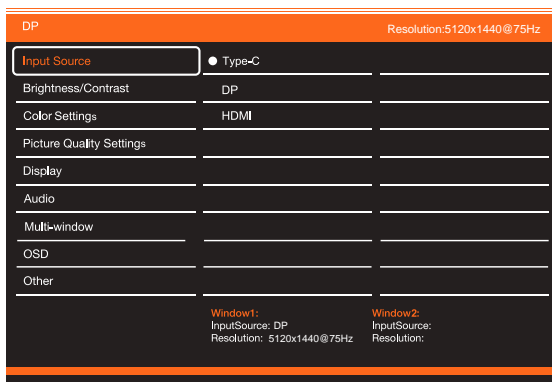 DP
Resolution:5120x1440@75Hz
Input Source
Type-C
Brightness/Contrast
DP
Color Settings
HDMI
Picture Quality Settings
Display
Audio
Multi-window
OSD
Other
Window1:
InputSource: DP
Resolution: 5120x1440@75Hz
Window2:
InputSource:
Resolution: